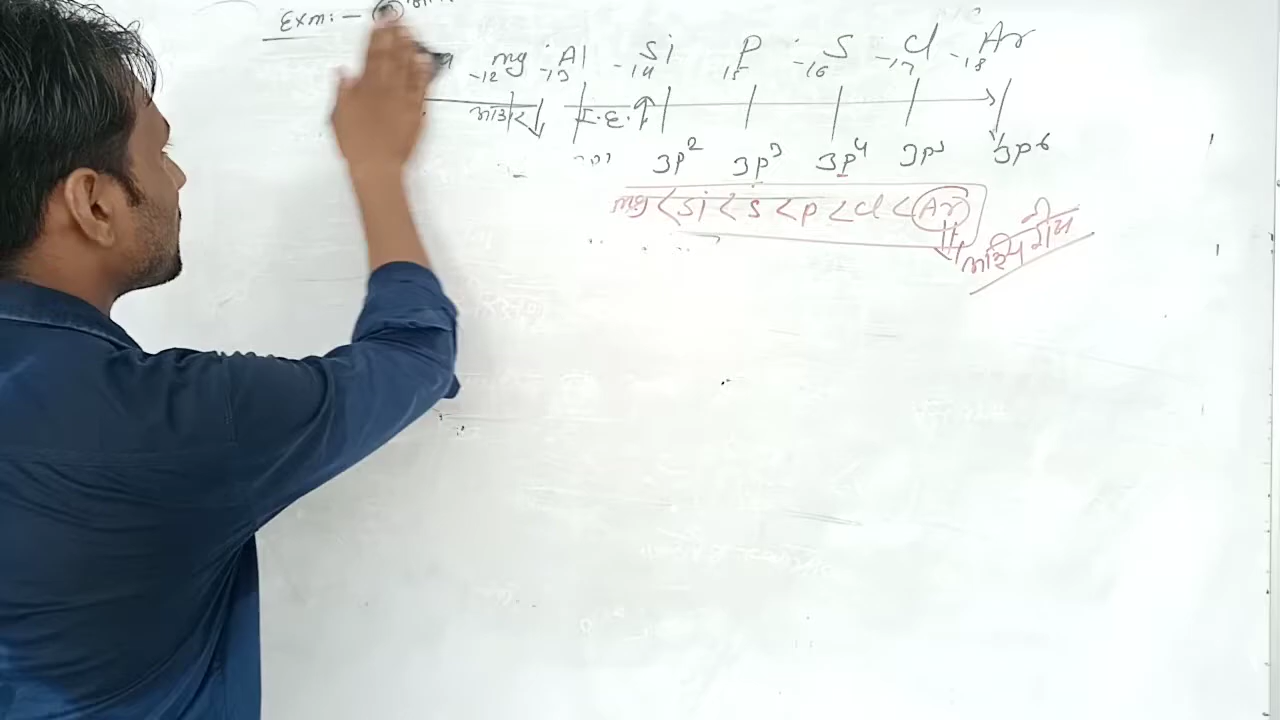 Exm:-
-12 mg -13 Al -14 Si 15 P -16 S -17 Cl -18 Ar
आकार I.E.
3p2 3p3 3p4 3p5 3p6
mg < Si < S < P < Cl < Ar